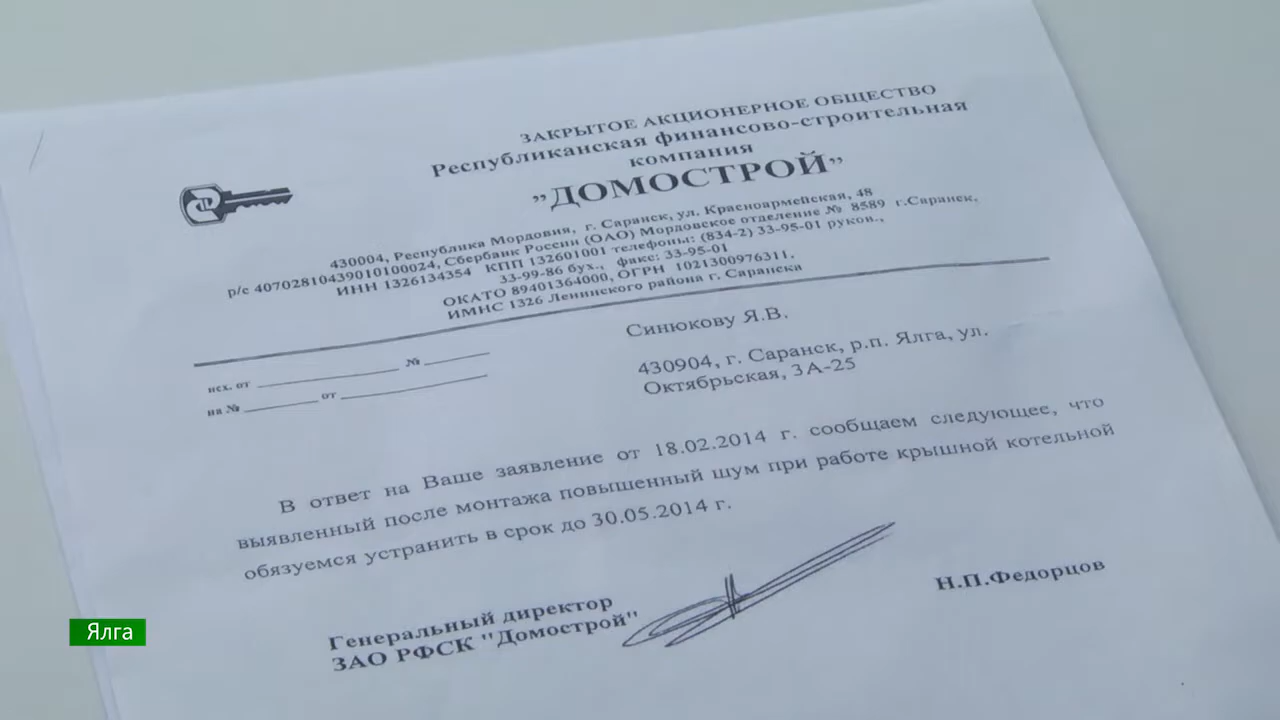 ЗАКРЫТОЕ АКЦИОНЕРНОЕ ОБЩЕСТВО
Республиканская финансово-строительная
компания
"ДОМОСТРОЙ"
430004, Республика Мордовия, г. Саранск, ул. Красноармейская, 48
р/с 40702810439010100024, Сбербанк России (ОАО) Мордовское отделение № 8589 г.Саранск,
ИНН 1326134354 КПП 132601001 телефоны: (834-2) 33-95-01 рукон.,
33-99-86 бух., факс: 33-95-01
ОКАТО 89401364000, ОГРН 1021300976311,
ИМНС 1326 Ленинского района г. Саранска
исх. от ____________ № ______
на № ______ от ____________
Синюкову Я.В.
430904, г. Саранск, р.п. Ялга, ул.
Октябрьская, 3А-25
В ответ на Ваше заявление от 18.02.2014 г. сообщаем следующее, что
выявленный после монтажа повышенный шум при работе крышной котельной
обязуемся устранить в срок до 30.05.2014 г.
Генеральный директор
ЗАО РФСК "Домострой"
Н.П.Федорцов
Ялга